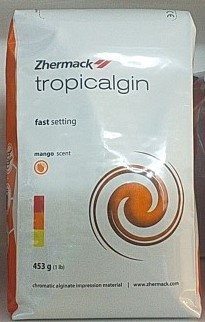 Zhermack
tropicalgin
fast setting
mango scent
453 g (1 lb)
chromatic alginate impression material | www.zhermack.com